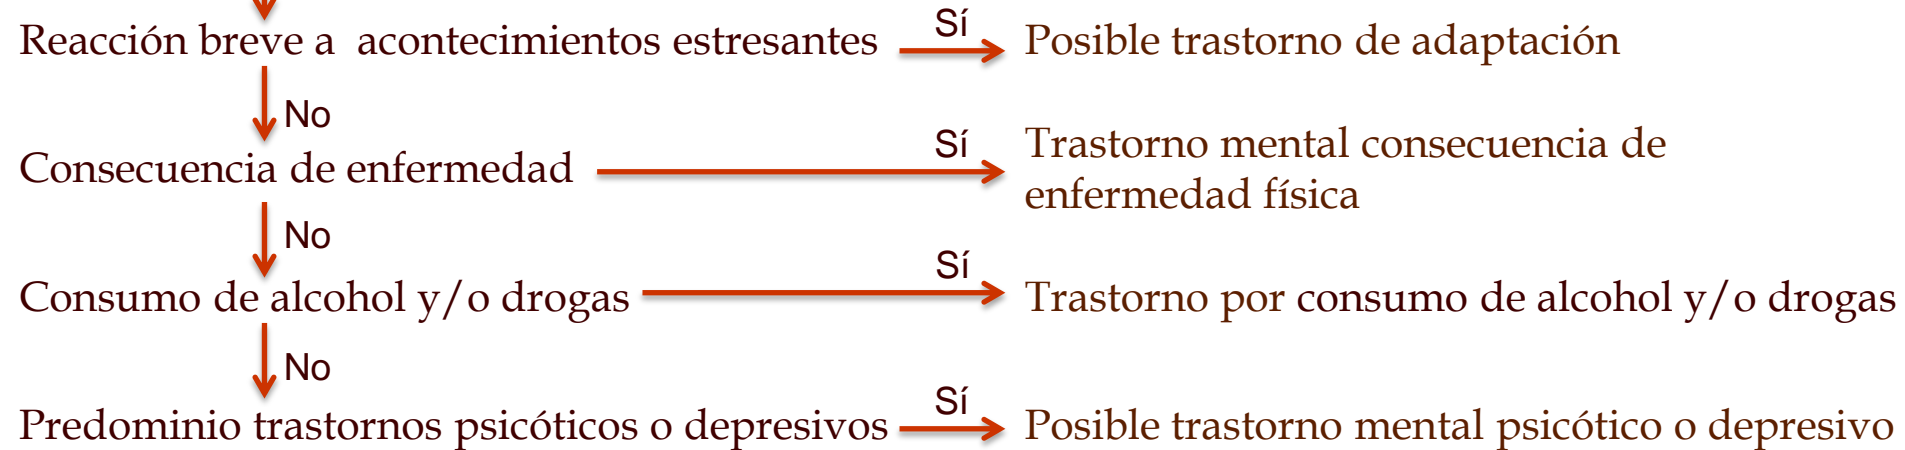 Reacción breve a acontecimientos estresantes Sí Posible trastorno de adaptación
No
Consecuencia de enfermedad Sí Trastorno mental consecuencia de
enfermedad física
No
Consumo de alcohol y/o drogas Sí Trastorno por consumo de alcohol y/o drogas
No
Predominio trastornos psicóticos o depresivos Sí Posible trastorno mental psicótico o depresivo